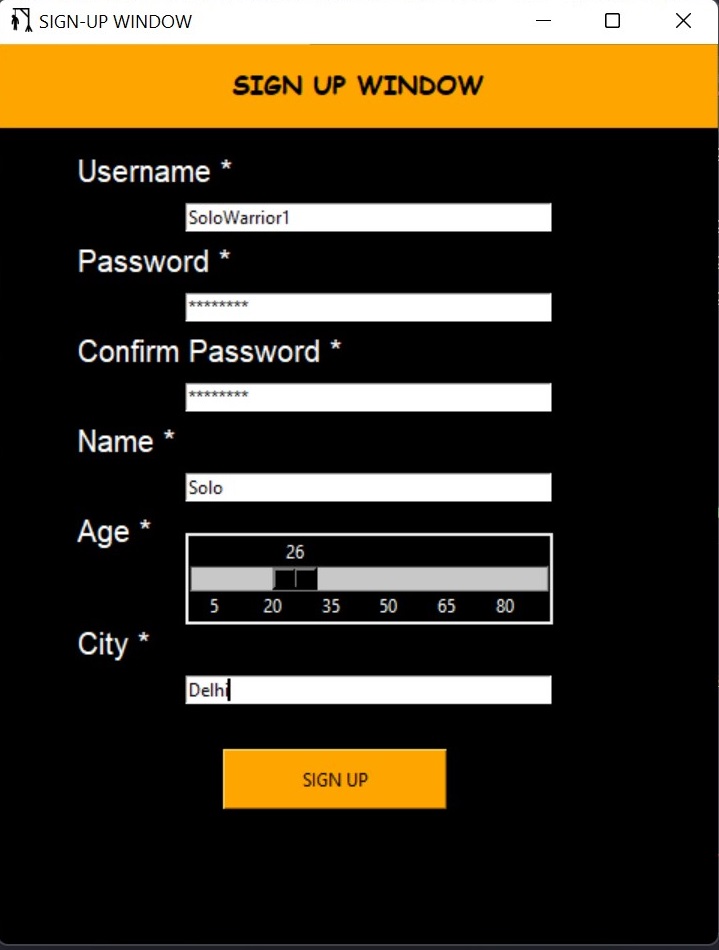 SIGN-UP WINDOW
SIGN UP WINDOW
Username *
SoloWarrior1
Password *
********
Confirm Password *
********
Name *
Solo
Age *
26
5 20 35 50 65 80
City *
Delhi
SIGN UP